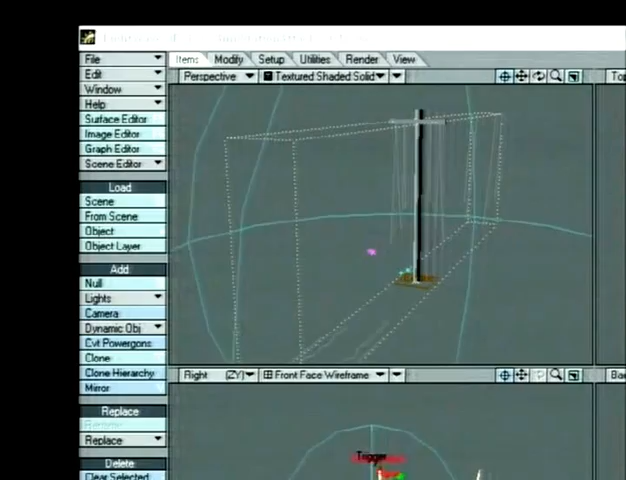 Items Modify Setup Utilities Render View
File
Edit
Window
Help
Surface Editor
Image Editor
Graph Editor
Scene Editor
Load
Scene
From Scene
Object
Object Layer
Add
Null
Lights
Camera
Dynamic Obj
Cvt Powergons
Clone
Clone Hierarchy
Mirror
Replace
Rename
Replace
Delete
Clear Selected
Perspective Textured Shaded Solid
Right (ZY) Front Face Wireframe
Trigger